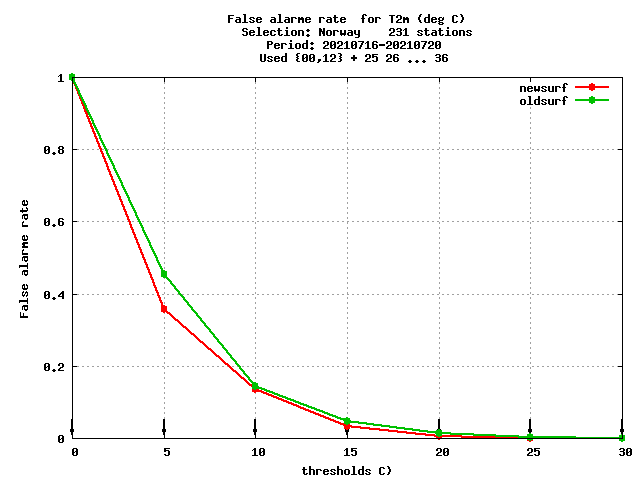 False alarme rate  for T2m (deg C)
Selection: Norway    231 stations
Period: 20210716-20210720
Used {00,12} + 25 26 ... 36
newsurf
oldsurf
1
0.8
0.6
0.4
0.2
0
False alarme rate
0 5 10 15 20 25 30
thresholds C)